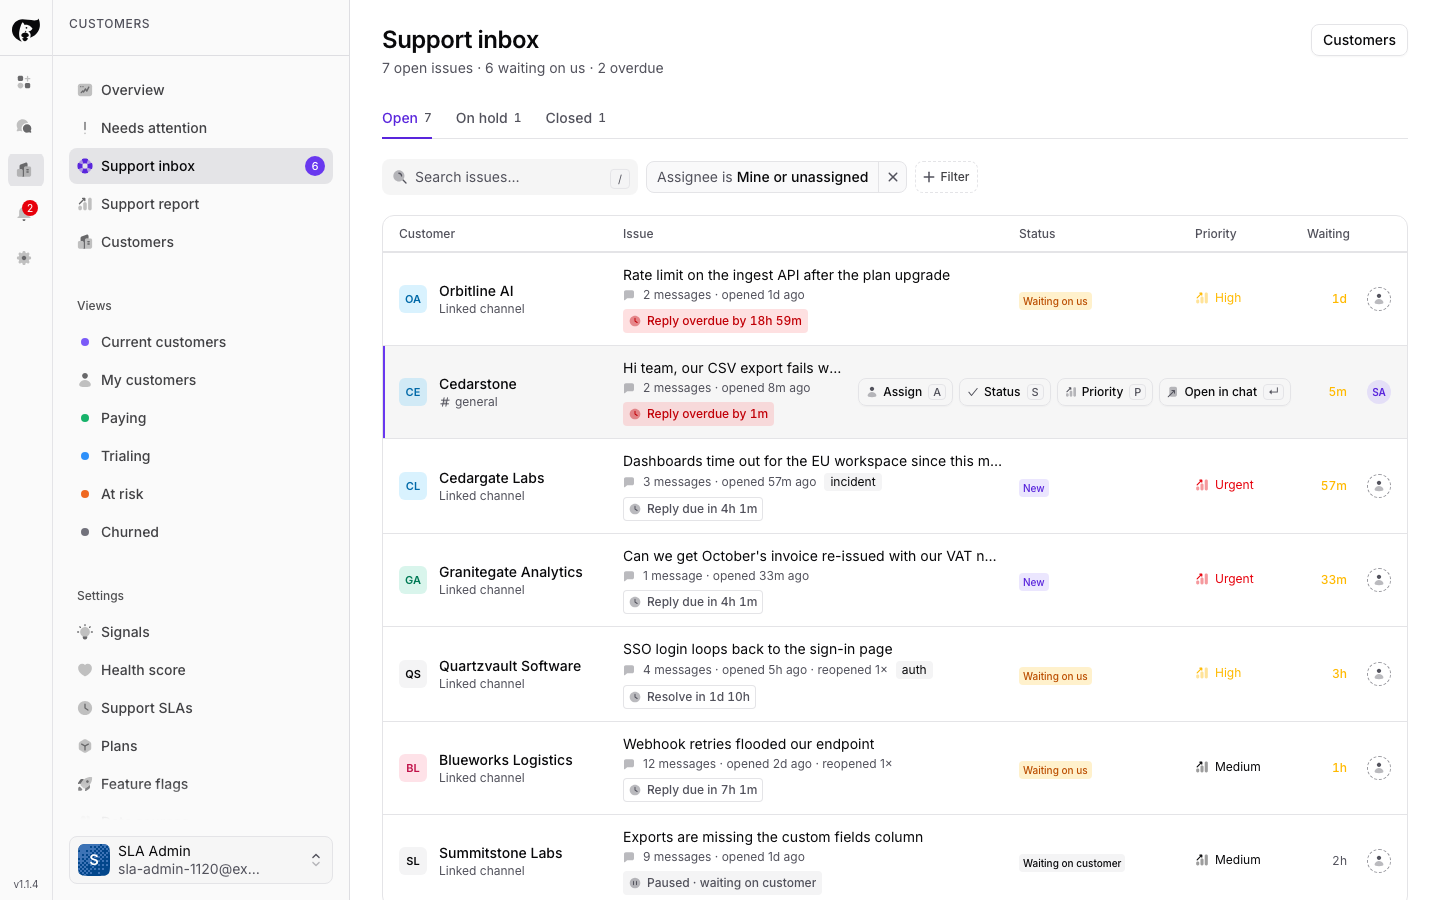 CUSTOMERS
Overview
Needs attention
Support inbox 6
Support report
2
Customers
Views
Current customers
My customers
Paying
Trialing
At risk
Churned
Settings
Signals
Health score
Support SLAs
Plans
Feature flags
S SLA Admin
sla-admin-1120@ex...
v1.1.4
Support inbox
Customers
7 open issues · 6 waiting on us · 2 overdue
Open 7 On hold 1 Closed 1
Search issues... / Assignee is Mine or unassigned × + Filter
Customer Issue Status Priority Waiting
OA Orbitline AI
Linked channel
Rate limit on the ingest API after the plan upgrade
2 messages · opened 1d ago
Reply overdue by 18h 59m
Waiting on us High 1d
CE Cedarstone
# general
Hi team, our CSV export fails w...
2 messages · opened 8m ago
Reply overdue by 1m
Assign A Status S Priority P Open in chat ↵ 5m SA
CL Cedargate Labs
Linked channel
Dashboards time out for the EU workspace since this m...
3 messages · opened 57m ago incident
Reply due in 4h 1m
New Urgent 57m
GA Granitegate Analytics
Linked channel
Can we get October's invoice re-issued with our VAT n...
1 message · opened 33m ago
Reply due in 4h 1m
New Urgent 33m
QS Quartzvault Software
Linked channel
SSO login loops back to the sign-in page
4 messages · opened 5h ago · reopened 1× auth
Resolve in 1d 10h
Waiting on us High 3h
BL Blueworks Logistics
Linked channel
Webhook retries flooded our endpoint
12 messages · opened 2d ago · reopened 1×
Reply due in 7h 1m
Waiting on us Medium 1h
SL Summitstone Labs
Linked channel
Exports are missing the custom fields column
9 messages · opened 1d ago
Paused · waiting on customer
Waiting on customer Medium 2h